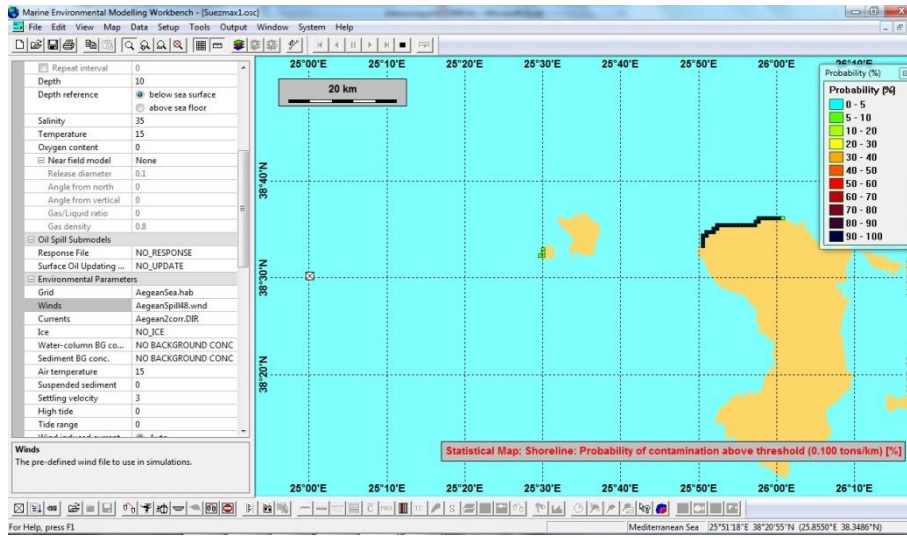 Marine Environmental Modelling Workbench - [Suezmax1.osc]
File Edit View Map Data Setup Tools Output Window System Help
Repeat interval 0
Depth 10
Depth reference below sea surface
above sea floor
Salinity 35
Temperature 15
Oxygen content 0
Near field model None
Release diameter 0.1
Angle from north 0
Angle from vertical 0
Gas/Liquid ratio 0
Gas density 0.8
Oil Spill Submodels
Response File NO_RESPONSE
Surface Oil Updating ... NO_UPDATE
Environmental Parameters
Grid AegeanSea.hab
Winds AegeanSpill48.wnd
Currents Aegean2corr.DIR
Ice NO_ICE
Water-column BG co... NO BACKGROUND CONC
Sediment BG conc. NO BACKGROUND CONC
Air temperature 15
Suspended sediment 0
Settling velocity 3
High tide 0
Tide range 0
Wind induced current Auto
Winds
The pre-defined wind file to use in simulations.
25°00'E 25°10'E 25°20'E 25°30'E 25°40'E 25°50'E 26°00'E 26°10'E
20 km
38°40'N
38°30'N
38°20'N
Probability (%)
Probability (%)
0 - 5
5 - 10
10 - 20
20 - 30
30 - 40
40 - 50
50 - 60
60 - 70
70 - 80
80 - 90
90 - 100
Statistical Map: Shoreline: Probability of contamination above threshold (0.100 tons/km) [%]
25°00'E 25°10'E 25°20'E 25°30'E 25°40'E 25°50'E 26°00'E 26°10'E
For Help, press F1
Mediterranean Sea 25°51'18"E 38°20'55"N (25.8550°E 38.3486°N)